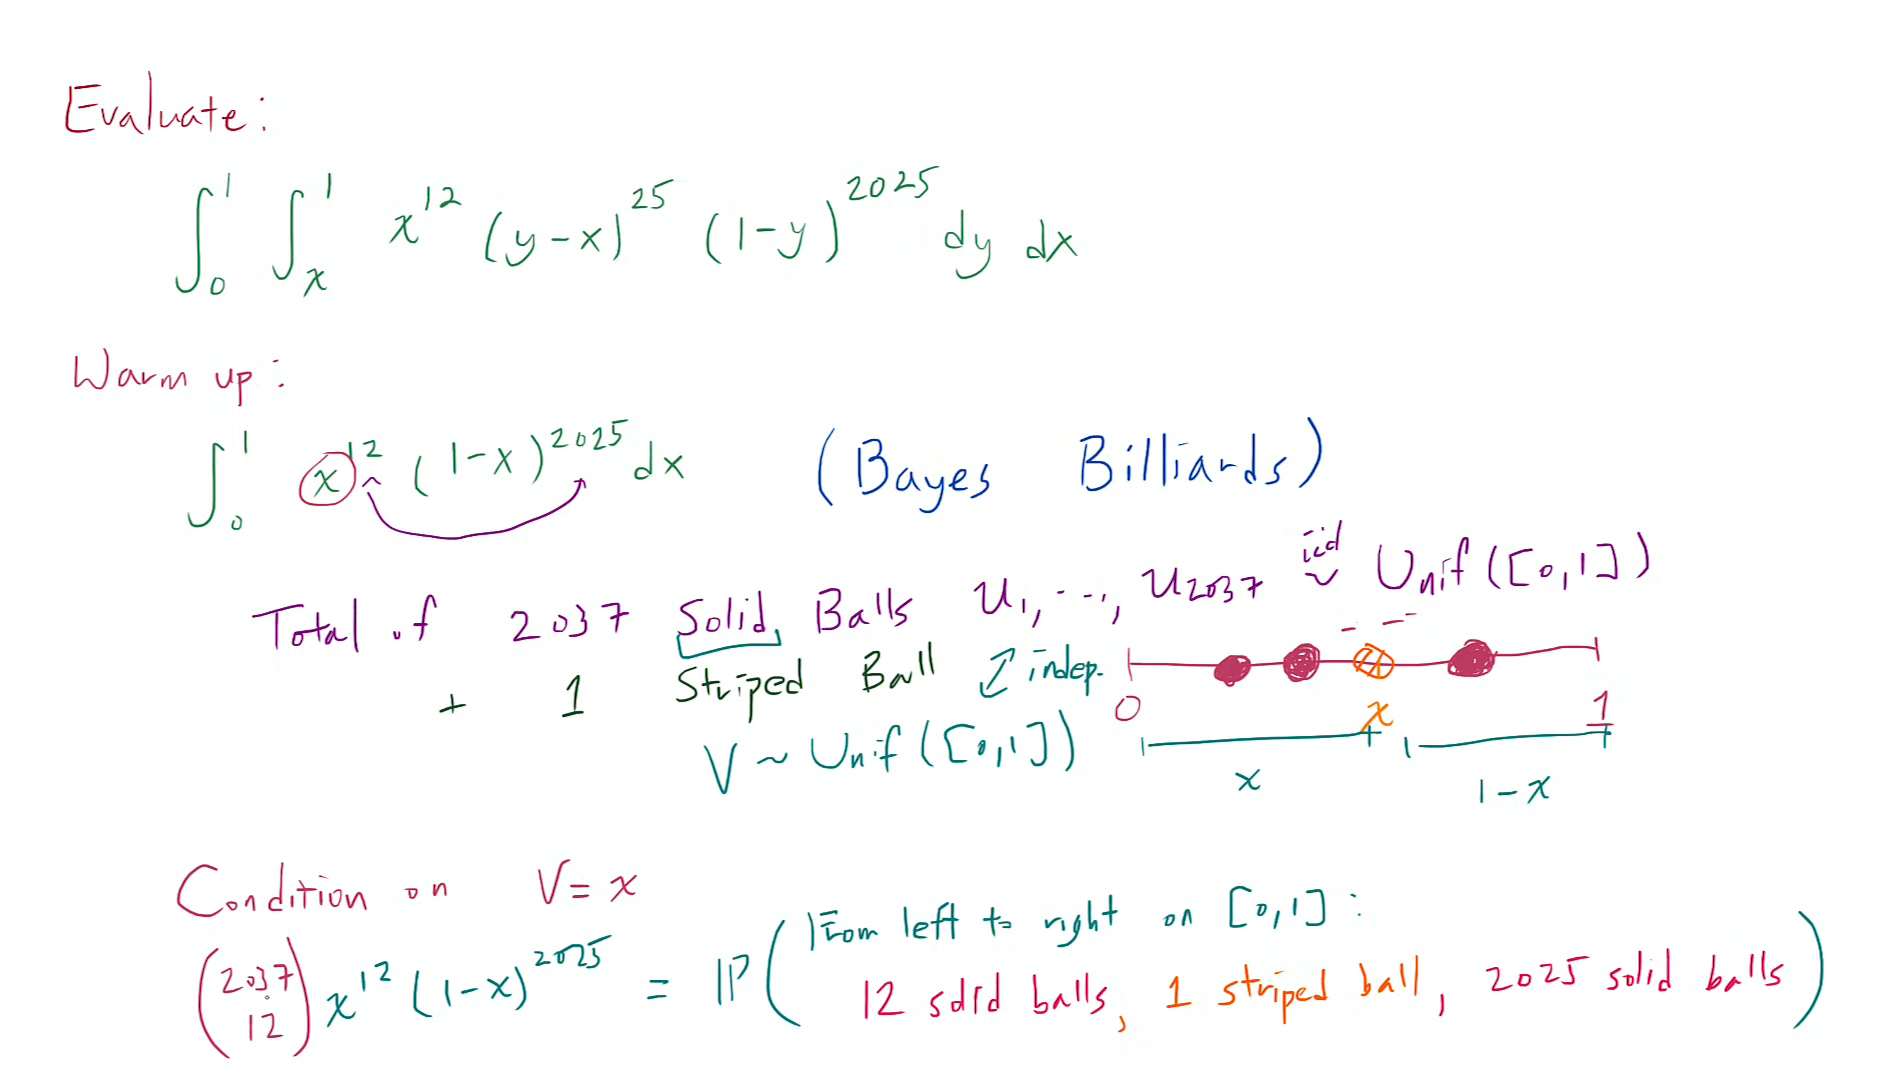 Evaluate:
∫₀¹ ∫ₓ¹ x¹² (y-x)²⁵ (1-y)²⁰²⁵ dy dx
Warm up:
∫₀¹ x¹² (1-x)²⁰²⁵ dx (Bayes Billiards)
Total of 2037 Solid Balls U₁, ..., U₂₀₃₇ iid ~ Unif([0,1])
+ 1 Striped Ball ↕ indep.
0 x 1
V ~ Unif([0,1])
x 1-x
Condition on V = x
(2037 12) x¹² (1-x)²⁰²⁵ = P( From left to right on [0,1]:
12 solid balls, 1 striped ball, 2025 solid balls )